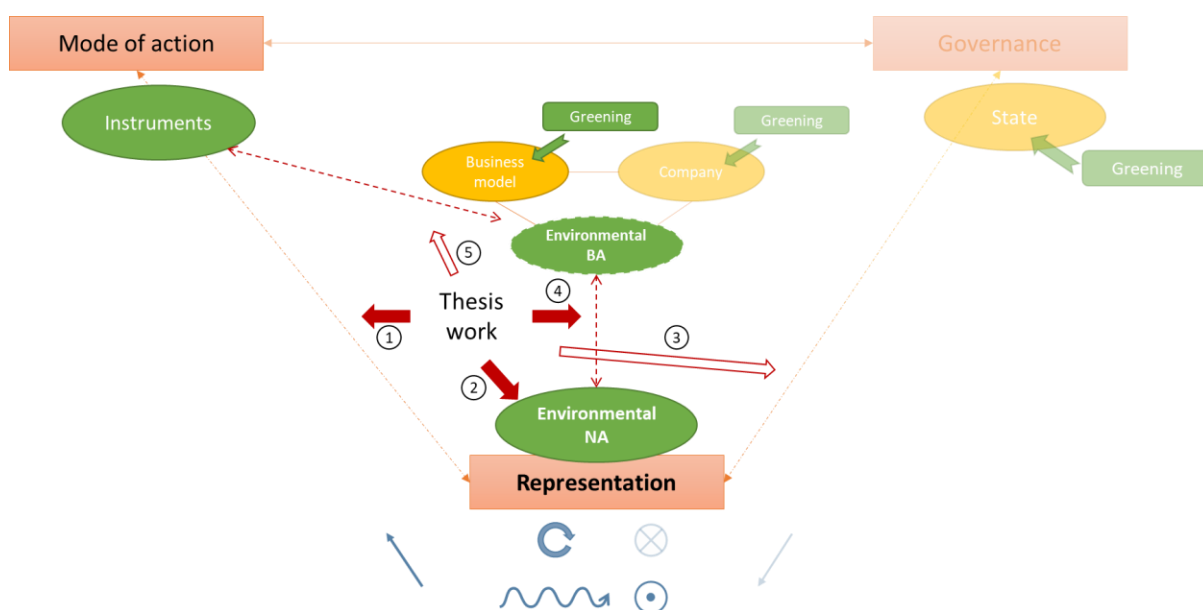 Mode of action
Governance
Instruments
State
Greening
Greening
Greening
Business
model
Company
Environmental
BA
5
Thesis
work
4
1
3
2
Environmental
NA
Representation